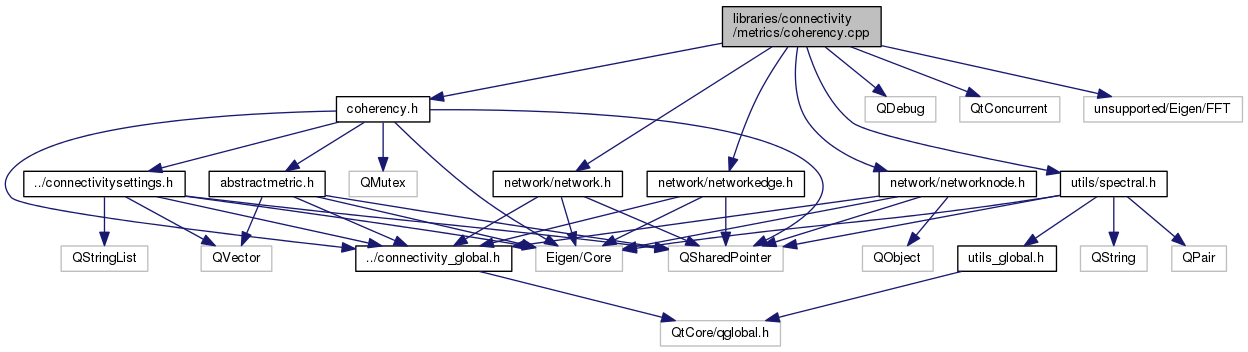 libraries/connectivity
/metrics/coherency.cpp
coherency.h
QDebug
QtConcurrent
unsupported/Eigen/FFT
../connectivitysettings.h
abstractmetric.h
QMutex
network/network.h
network/networkedge.h
network/networknode.h
utils/spectral.h
QStringList
QVector
../connectivity_global.h
Eigen/Core
QSharedPointer
QObject
utils_global.h
QString
QPair
QtCore/qglobal.h